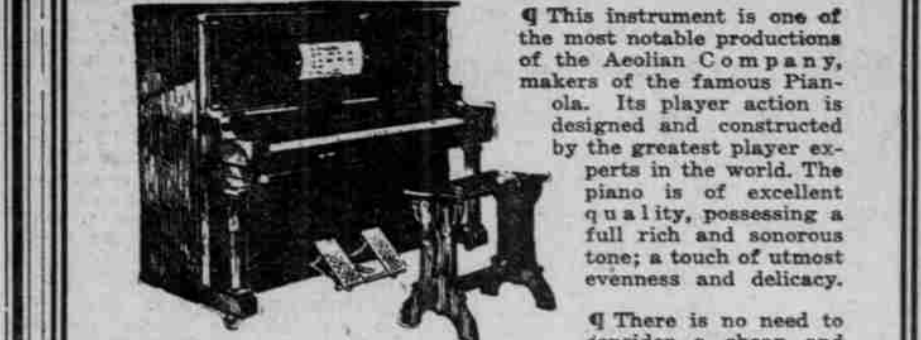 ¶ This instrument is one of
the most notable productions
of the Aeolian Company,
makers of the famous Pian-
ola. Its player action is
designed and constructed
by the greatest player ex-
perts in the world. The
piano is of excellent
quality, possessing a
full rich and sonorous
tone; a touch of utmost
evenness and delicacy.
¶ There is no need to
consider a cheap and